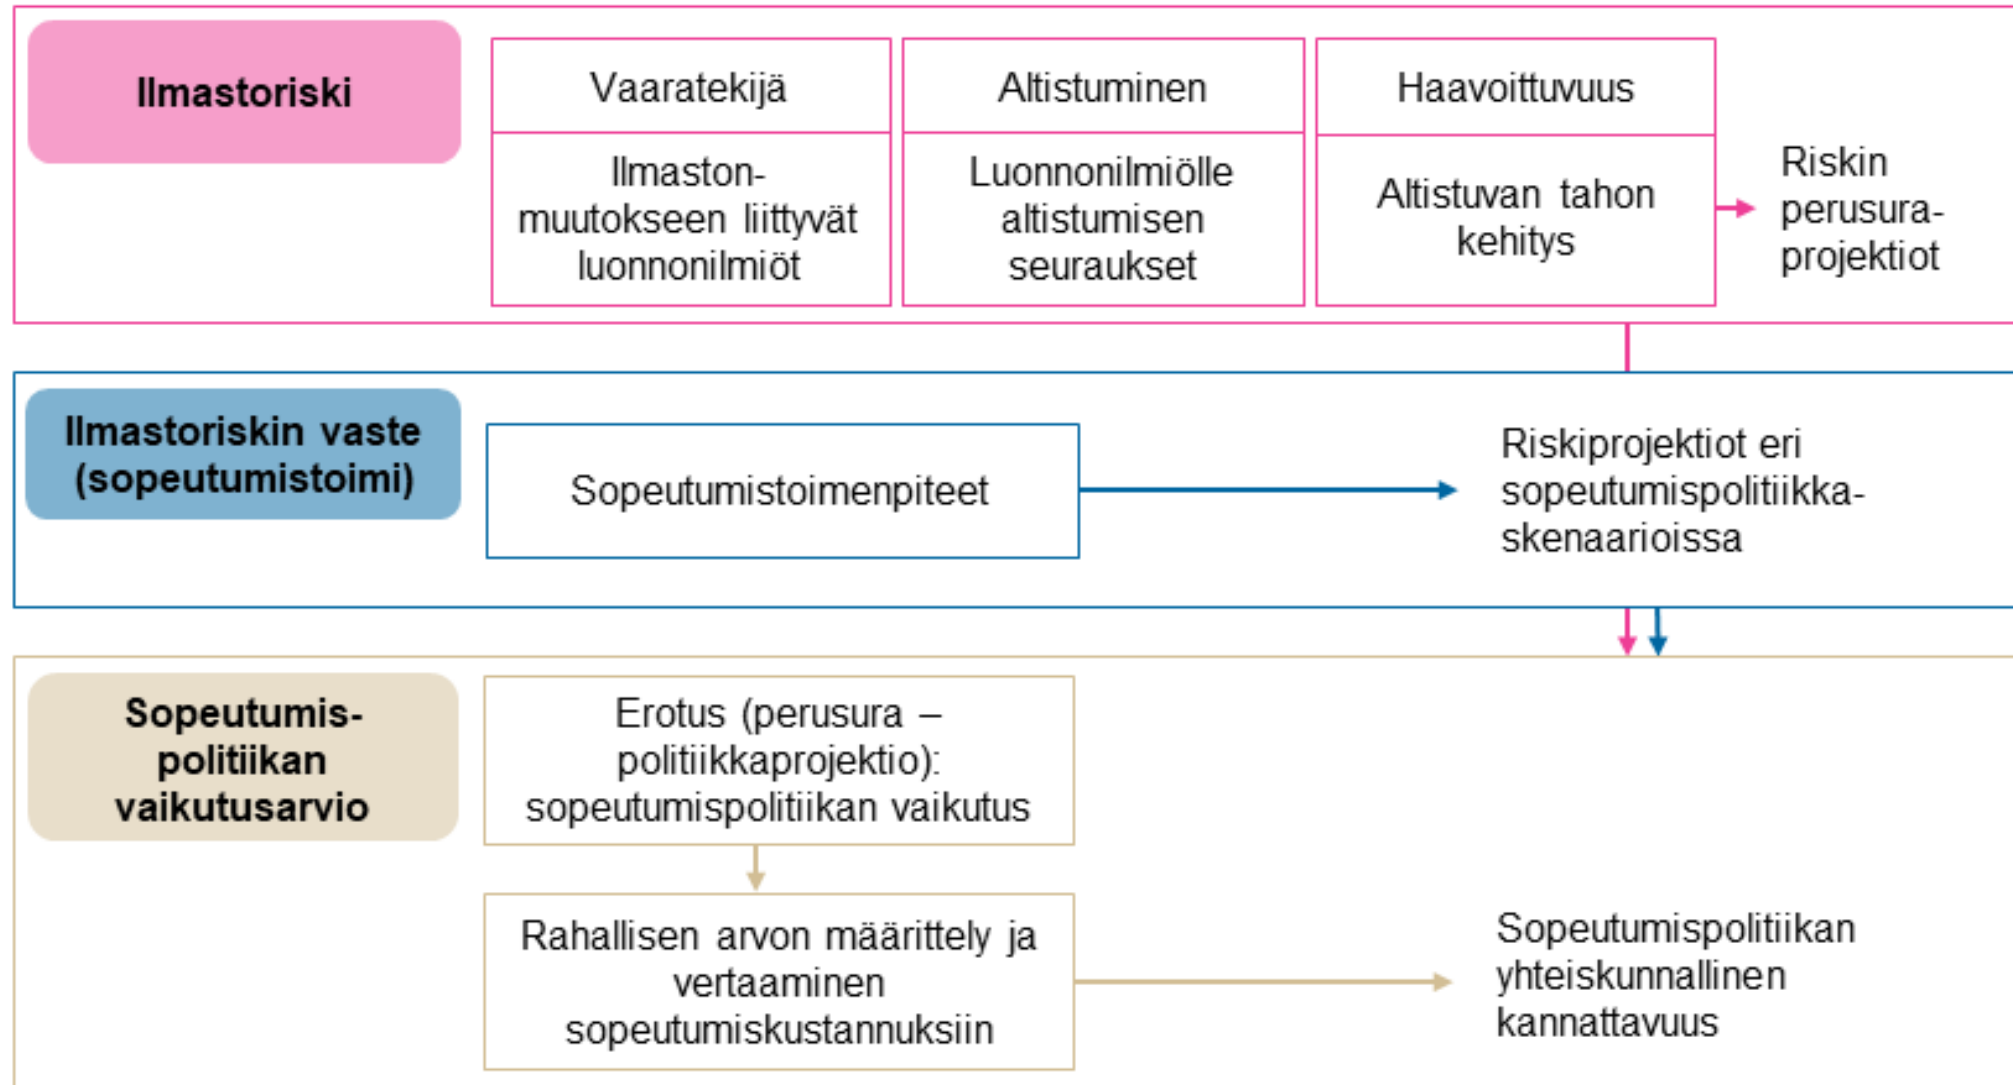 Ilmastoriski
Vaaratekijä
Altistuminen
Haavoittuvuus
Ilmaston-
muutokseen liittyvät
luonnonilmiöt
Luonnonilmiölle
altistumisen
seuraukset
Altistuvan tahon
kehitys
Riskin
perusura-
projektiot
Ilmastoriskin vaste
(sopeutumistoimi)
Sopeutumistoimenpiteet
Riskiprojektiot eri
sopeutumispolitiikka-
skenaarioissa
Sopeutumis-
politiikan
vaikutusarvio
Erotus (perusura –
politiikkaprojektio):
sopeutumispolitiikan vaikutus
Rahallisen arvon määrittely ja
vertaaminen
sopeutumiskustannuksiin
Sopeutumispolitiikan
yhteiskunnallinen
kannattavuus